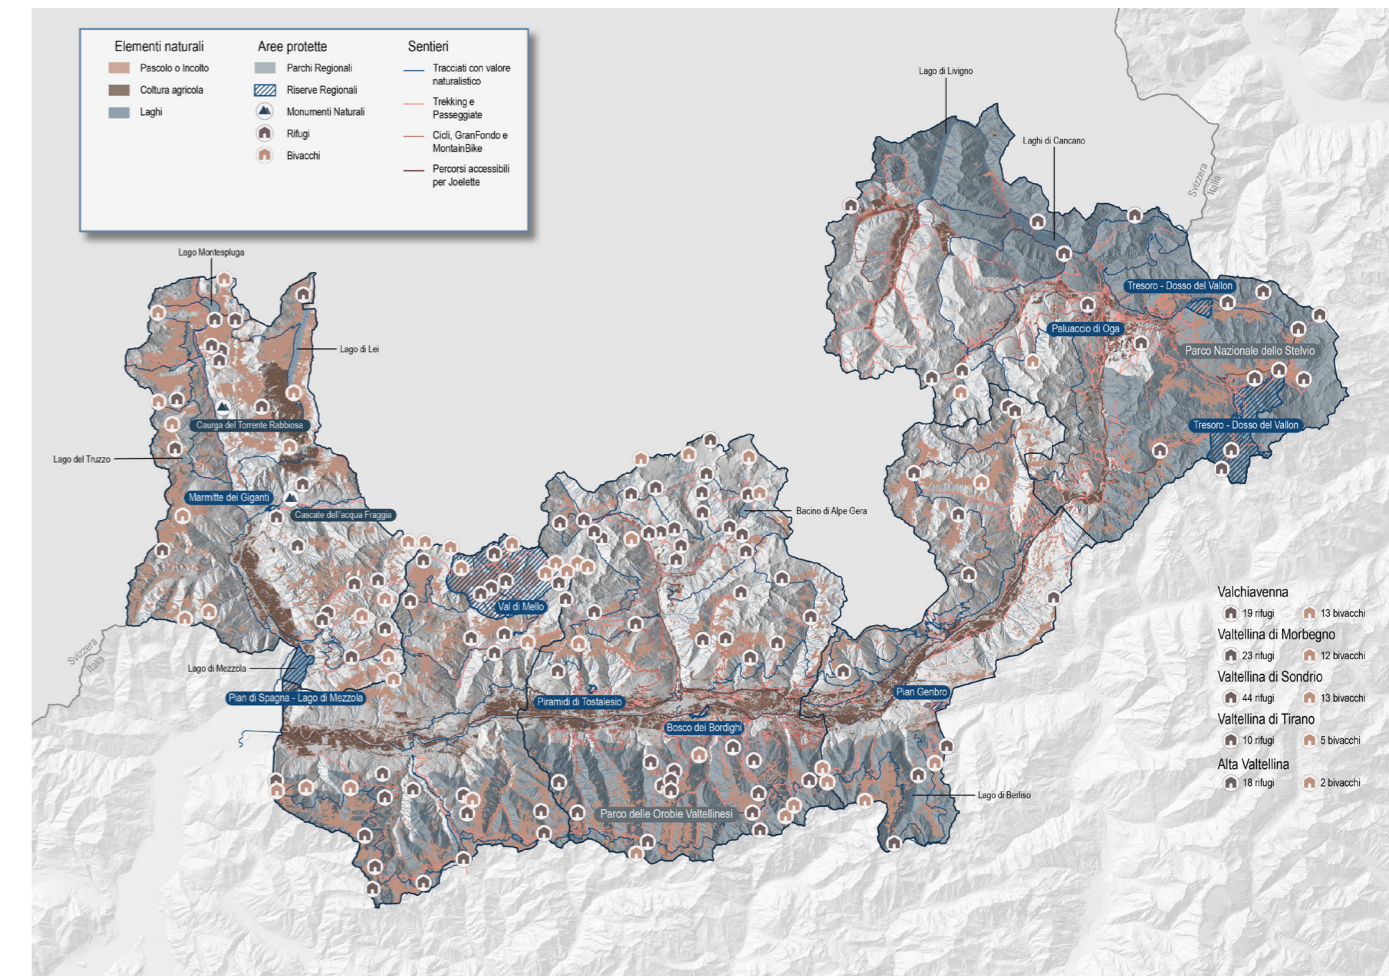 Elementi naturali
Pascolo o Incolto
Coltura agricola
Laghi
Aree protette
Parchi Regionali
Riserve Regionali
Monumenti Naturali
Rifugi
Bivacchi
Sentieri
Tracciati con valore
naturalistico
Trekking e
Passeggiate
Cicli, GranFondo e
MontainBike
Percorsi accessibili
per Joelette
Lago di Livigno
Laghi di Cancano
Svizzera
Italia
Lago Montespluga
Lago di Lei
Tresoro - Dosso del Vallon
Paluaccio di Oga
Parco Nazionale dello Stelvio
Caurga del Torrente Rabbiosa
Tresoro - Dosso del Vallon
Lago del Truzzo
Marmitte dei Giganti
Cascate dell'acqua Fraggia
Bacino di Alpe Gera
Val di Mello
Svizzera
Italia
Lago di Mezzola
Pian di Spagna - Lago di Mezzola
Piramidi di Tostalesio
Pian Genbro
Bosco dei Bordighi
Parco delle Orobie Valtellinesi
Lago di Berliso
Valchiavenna
19 rifugi
13 bivacchi
Valtellina di Morbegno
23 rifugi
12 bivacchi
Valtellina di Sondrio
44 rifugi
13 bivacchi
Valtellina di Tirano
10 rifugi
5 bivacchi
Alta Valtellina
18 rifugi
2 bivacchi